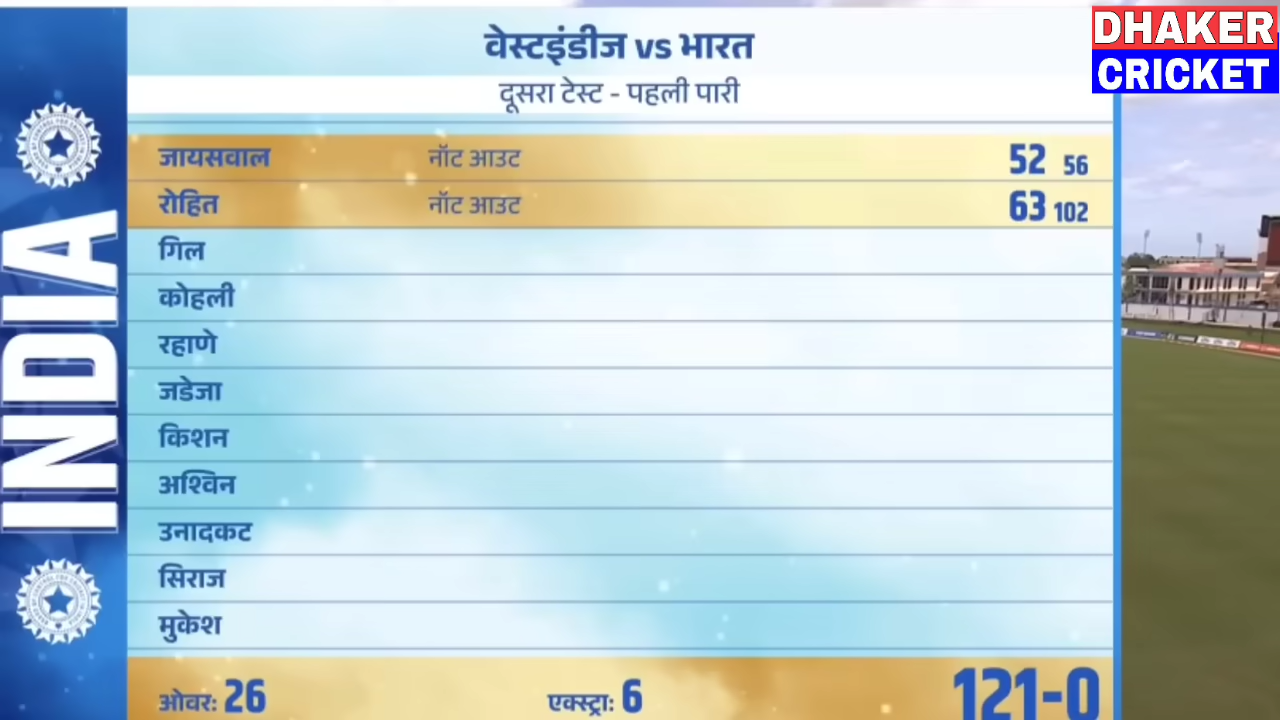 DHAKER
CRICKET
वेस्टइंडीज vs भारत
दूसरा टेस्ट - पहली पारी
INDIA
जायसवाल नॉट आउट 52 56
रोहित नॉट आउट 63 102
गिल
कोहली
रहाणे
जडेजा
किशन
अश्विन
उनादकट
सिराज
मुकेश
ओवर: 26 एक्स्ट्रा: 6 121-0